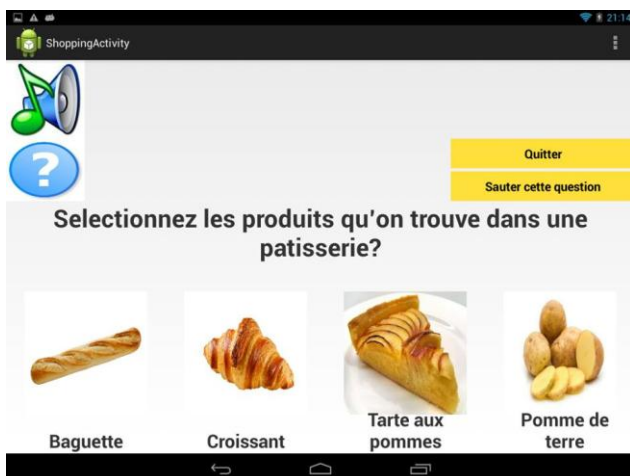 21:14
ShoppingActivity
Quitter
Sauter cette question
Selectionnez les produits qu'on trouve dans une
patisserie?
Baguette
Croissant
Tarte aux
pommes
Pomme de
terre